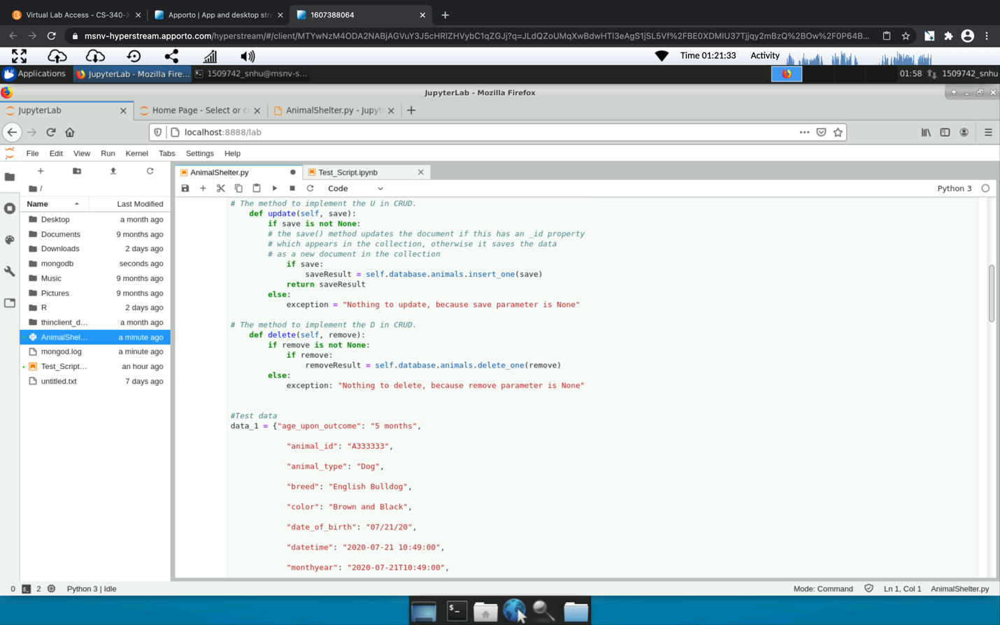 Virtual Lab Access - CS-340-X
Apporto | App and desktop stre
1607388064
msnv-hyperstream.apporto.com/hyperstream/#/client/
Time 01:21:33
Activity
Applications
JupyterLab - Mozilla Fire...
1509742_snhu@msnv-s...
01:58
1509742_snhu
JupyterLab - Mozilla Firefox
JupyterLab
Home Page - Select or cr
AnimalShelter.py - Jupyte
localhost:8888/lab
File Edit View Run Kernel Tabs Settings Help
AnimalShelter.py
Test_Script.ipynb
Code
Python 3
/
Name
Last Modified
Desktop a month ago
Documents 9 months ago
Downloads 2 days ago
mongodb seconds ago
Music 9 months ago
Pictures 9 months ago
R 2 days ago
thinclient_d... a month ago
AnimalShel... a minute ago
mongod.log a minute ago
Test_Script... an hour ago
untitled.txt 7 days ago
# The method to implement the U in CRUD.
def update(self, save):
if save is not None:
# the save() method updates the document if this has an _id property
# which appears in the collection, otherwise it saves the data
# as a new document in the collection
if save:
saveResult = self.database.animals.insert_one(save)
return saveResult
else:
exception = "Nothing to update, because save parameter is None"
# The method to implement the D in CRUD.
def delete(self, remove):
if remove is not None:
if remove:
removeResult = self.database.animals.delete_one(remove)
else:
exception: "Nothing to delete, because remove parameter is None"
#Test data
data_1 = {"age_upon_outcome": "5 months",
"animal_id": "A333333",
"animal_type": "Dog",
"breed": "English Bulldog",
"color": "Brown and Black",
"date_of_birth": "07/21/20",
"datetime": "2020-07-21 10:49:00",
"monthyear": "2020-07-21T10:49:00",
0
2
Python 3 | Idle
Mode: Command
Ln 1, Col 1
AnimalShelter.py